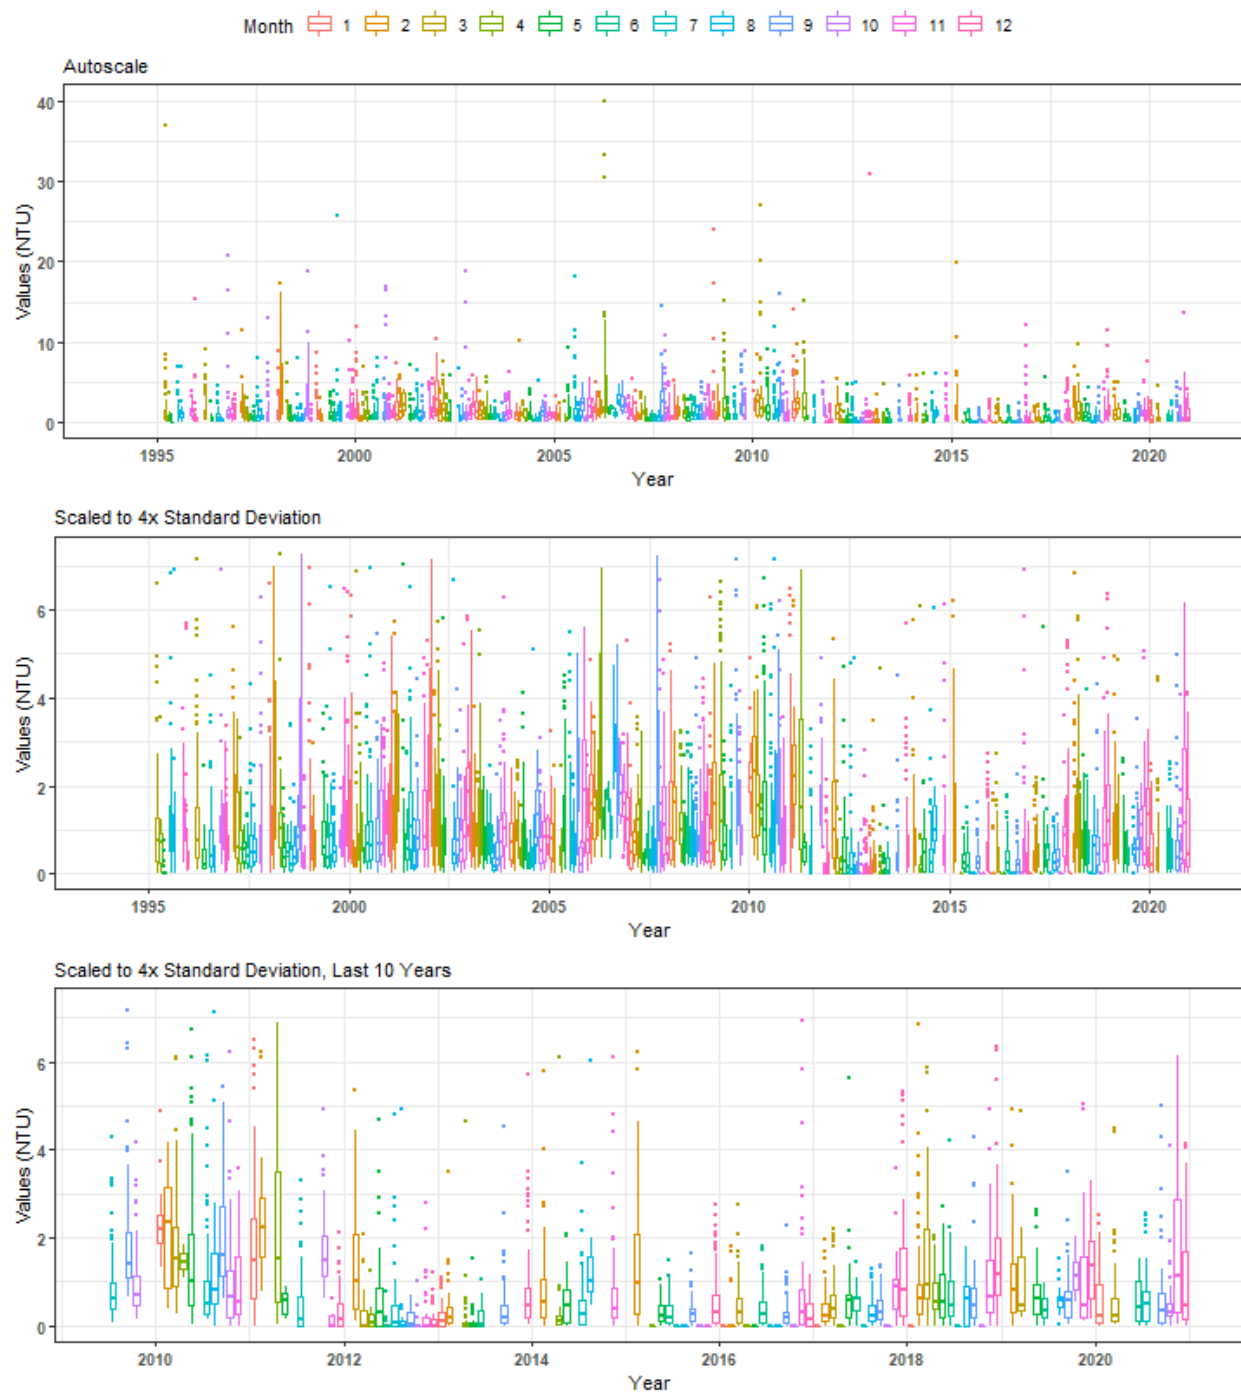 Month 1 2 3 4 5 6 7 8 9 10 11 12
Autoscale
Values (NTU)
40
30
20
10
0
1995 2000 2005 2010 2015 2020
Year
Scaled to 4x Standard Deviation
Values (NTU)
6
4
2
0
1995 2000 2005 2010 2015 2020
Year
Scaled to 4x Standard Deviation, Last 10 Years
Values (NTU)
6
4
2
0
2010 2012 2014 2016 2018 2020
Year